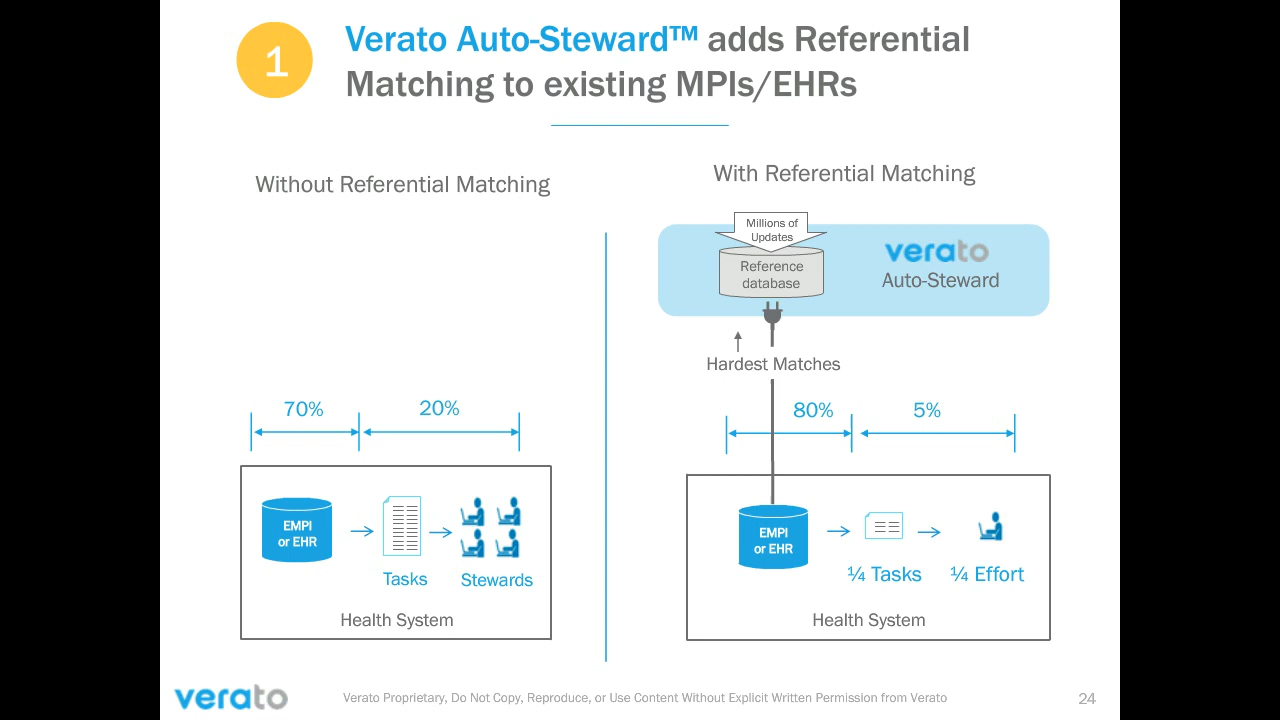 1
Verato Auto-Steward™ adds Referential
Matching to existing MPIs/EHRs
Without Referential Matching
70%
20%
EMPI
or EHR
Tasks
Stewards
Health System
With Referential Matching
Millions of
Updates
Reference
database
verato
Auto-Steward
Hardest Matches
80%
5%
EMPI
or EHR
¼ Tasks
¼ Effort
Health System
verato
Verato Proprietary, Do Not Copy, Reproduce, or Use Content Without Explicit Written Permission from Verato
24